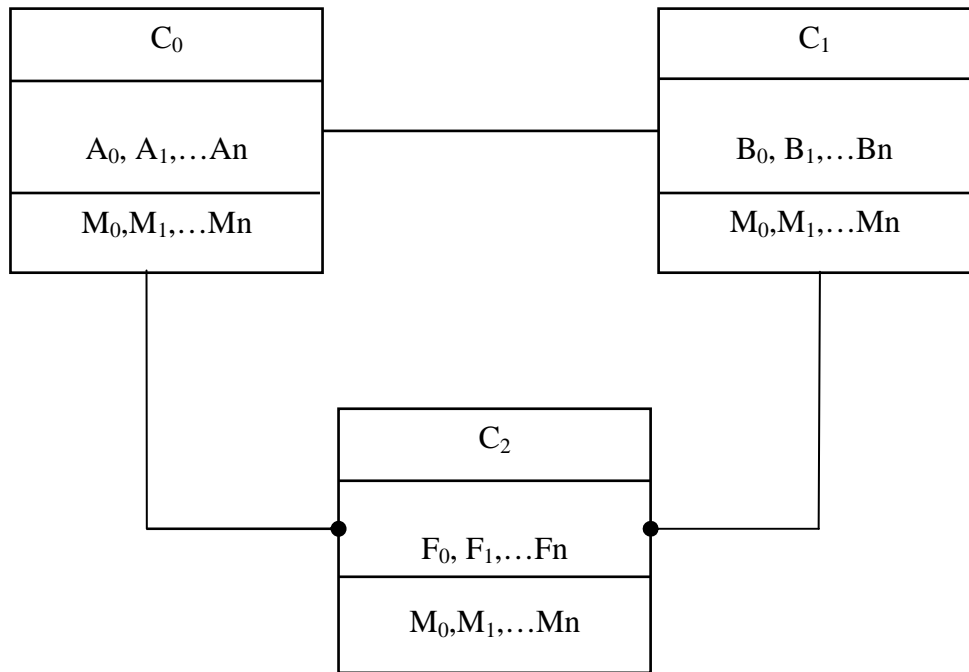 C₀
A₀, A₁,…An
M₀,M₁,…Mn
C₁
B₀, B₁,…Bn
M₀,M₁,…Mn
C₂
F₀, F₁,…Fn
M₀,M₁,…Mn